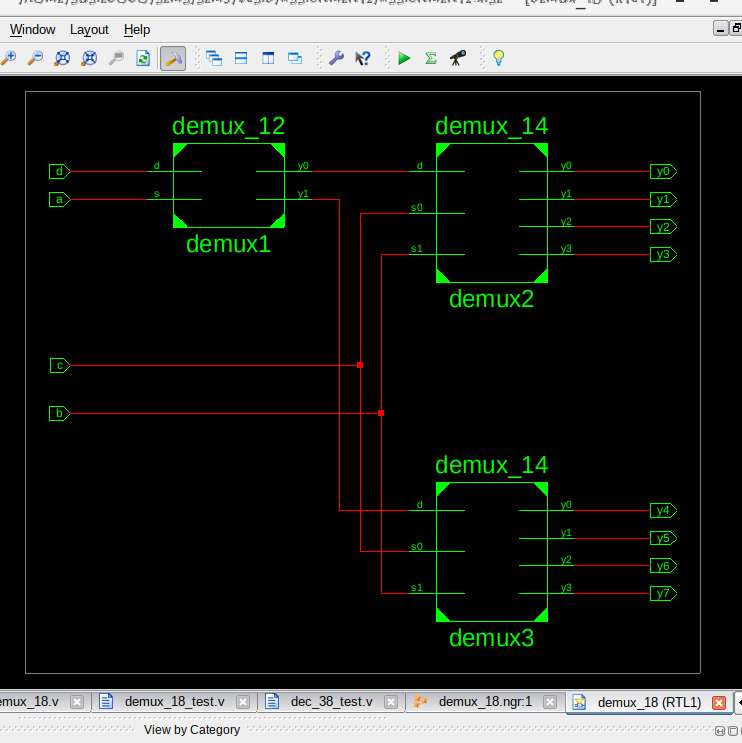 Window Layout Help
demux_12 demux_14
d d y0 d y0 y0
a s y1 y1 y1
s0 y2 y2
demux1 s1 y3 y3
demux2
c
b
demux_14
d y0 y4
y1 y5
s0 y2 y6
s1 y3 y7
demux3
emux_18.v demux_18_test.v dec_38_test.v demux_18.ngr:1 demux_18 (RTL1)
View by Category